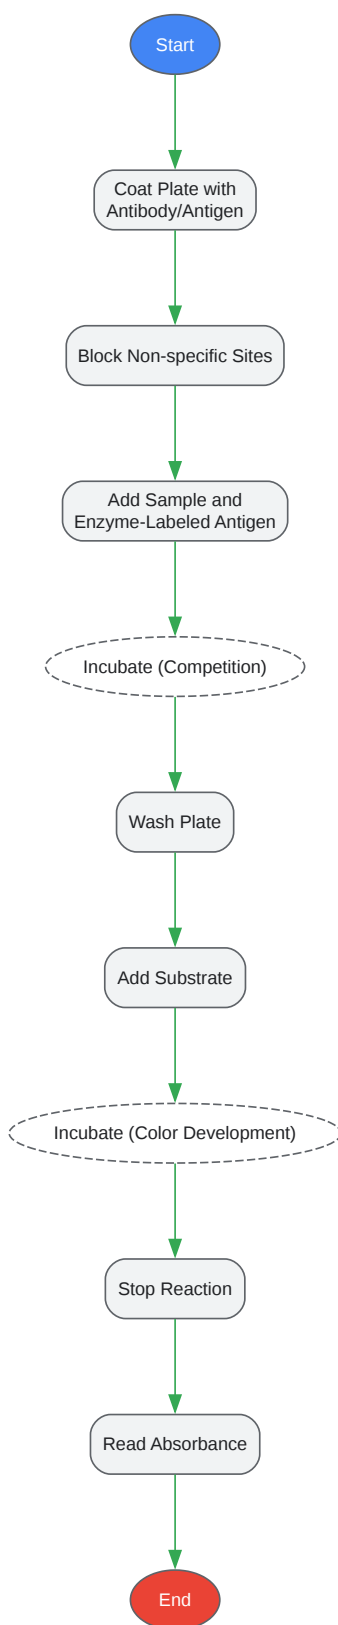 Start
Coat Plate with
Antibody/Antigen
Block Non-specific Sites
Add Sample and
Enzyme-Labeled Antigen
Incubate (Competition)
Wash Plate
Add Substrate
Incubate (Color Development)
Stop Reaction
Read Absorbance
End